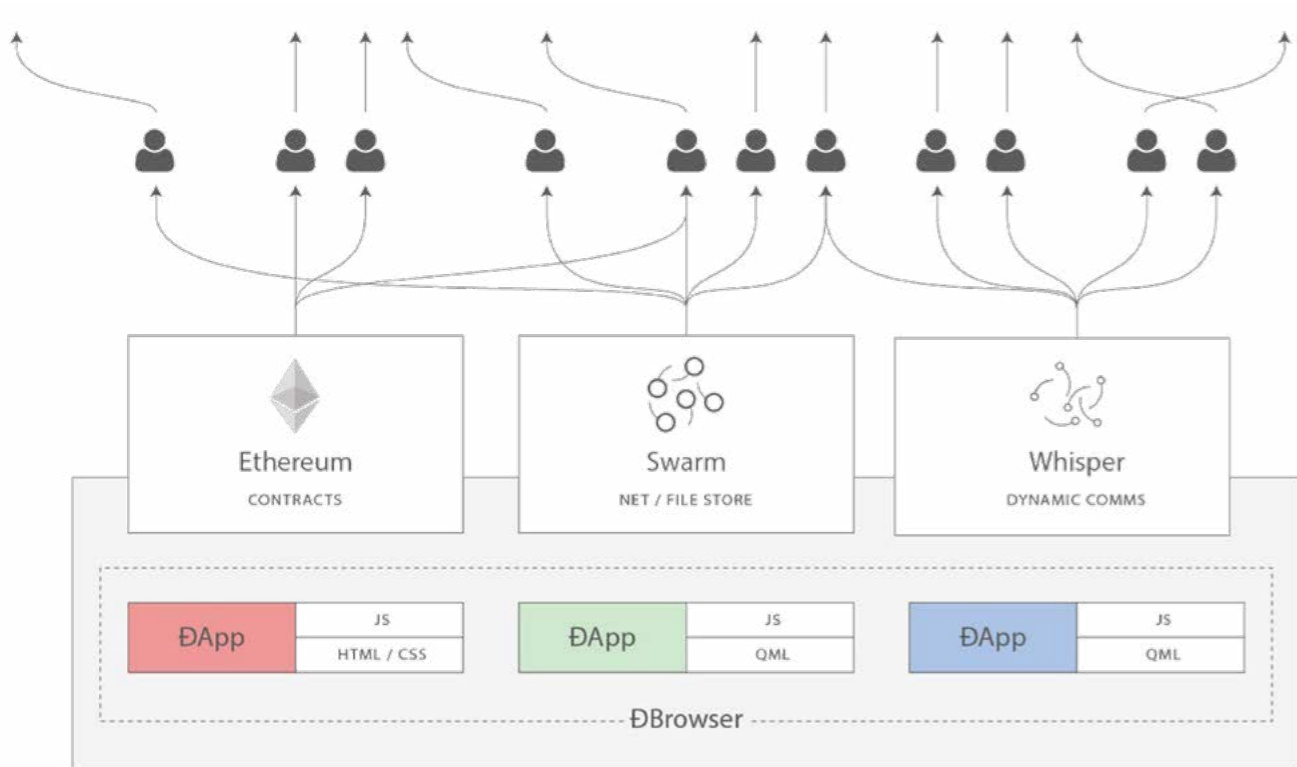 Ethereum
CONTRACTS
Swarm
NET / FILE STORE
Whisper
DYNAMIC COMMS
ĐApp
JS
HTML / CSS
ĐApp
JS
QML
ĐApp
JS
QML
ĐBrowser